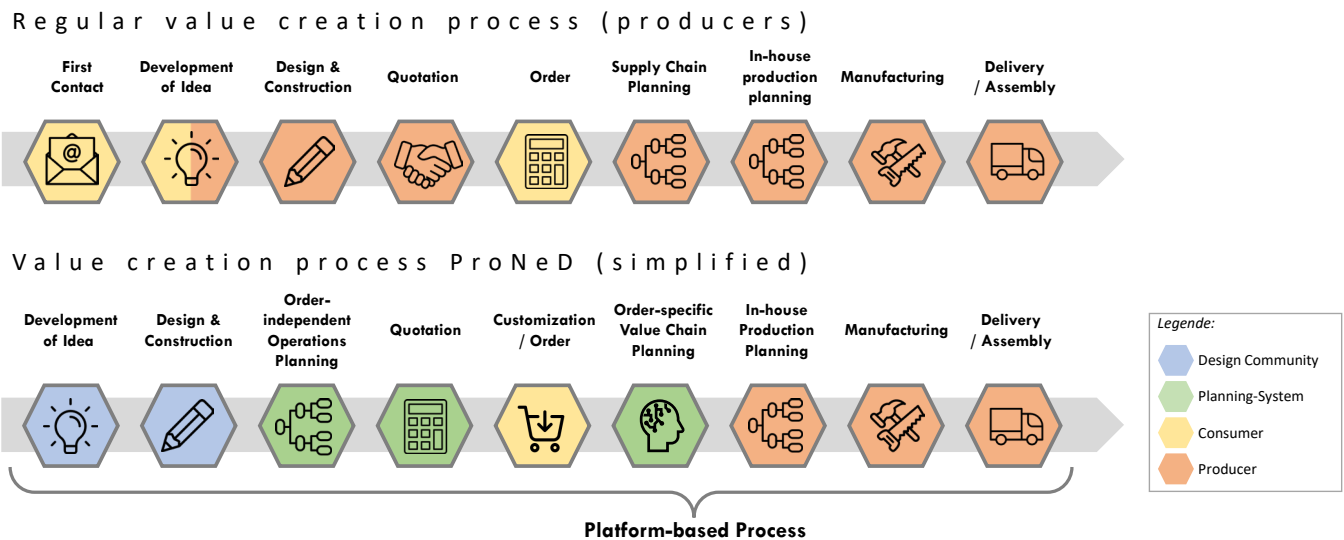 Regular value creation process (producers)
First
Contact
Development
of Idea
Design &
Construction
Quotation
Order
Supply Chain
Planning
In-house
production
planning
Manufacturing
Delivery
/ Assembly
@
Value creation process ProNeD (simplified)
Development
of Idea
Design &
Construction
Order-
independent
Operations
Planning
Quotation
Customization
/ Order
Order-specific
Value Chain
Planning
In-house
Production
Planning
Manufacturing
Delivery
/ Assembly
Legende:
Design Community
Planning-System
Consumer
Producer
Platform-based Process